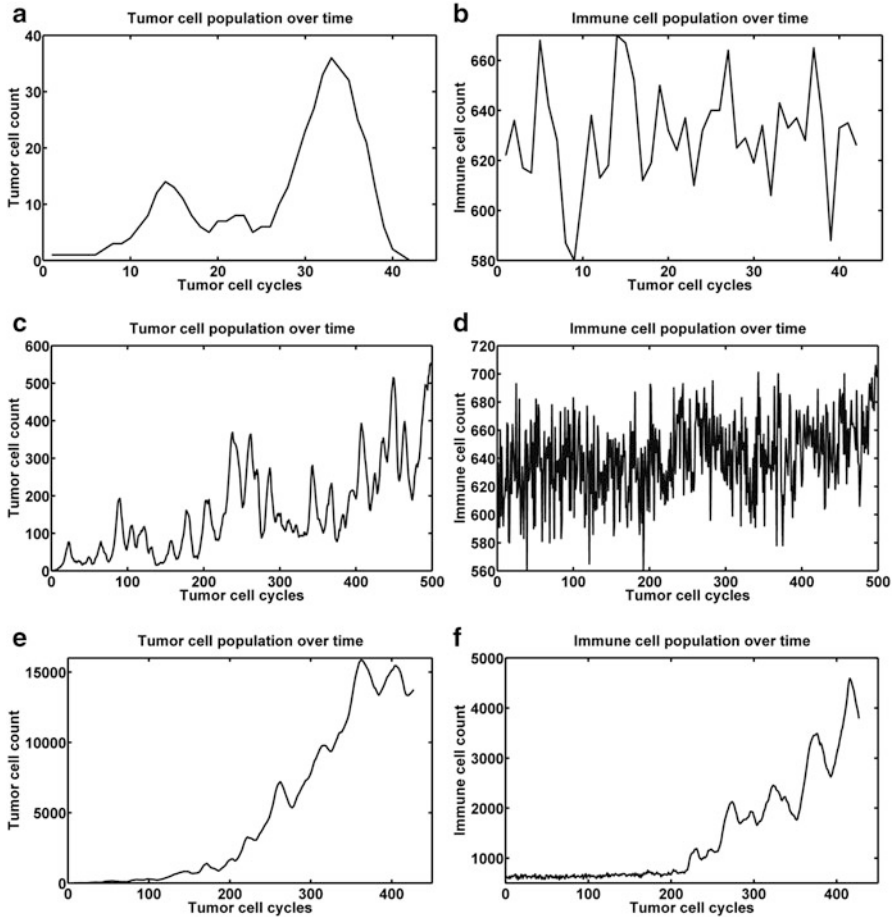 a
Tumor cell population over time
40
30
20
10
0
Tumor cell count
0 10 20 30 40
Tumor cell cycles
b
Immune cell population over time
660
640
620
600
580
Immune cell count
0 10 20 30 40
Tumor cell cycles
c
Tumor cell population over time
600
500
400
300
200
100
0
Tumor cell count
0 100 200 300 400 500
Tumor cell cycles
d
Immune cell population over time
720
700
680
660
640
620
600
580
560
Immune cell count
0 100 200 300 400 500
Tumor cell cycles
e
Tumor cell population over time
15000
10000
5000
0
Tumor cell count
0 100 200 300 400
Tumor cell cycles
f
Immune cell population over time
5000
4000
3000
2000
1000
Immune cell count
0 100 200 300 400
Tumor cell cycles